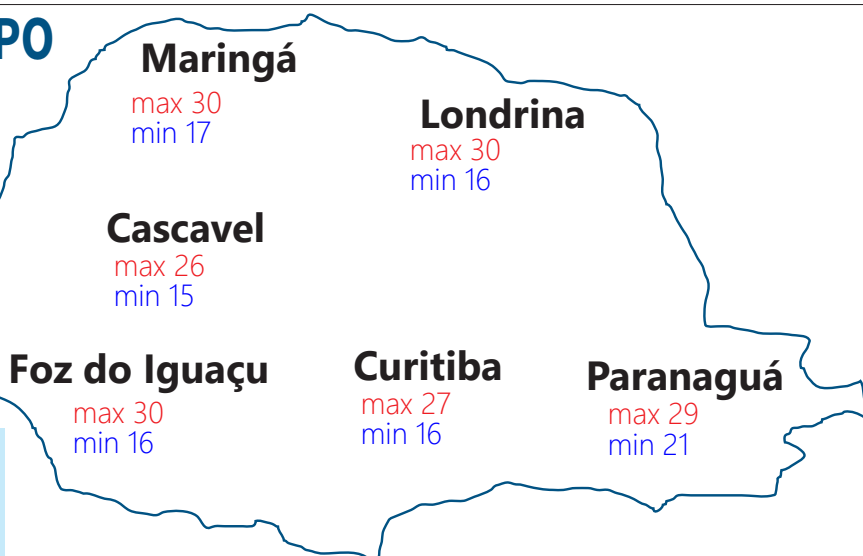 PO
Maringá
max 30
min 17
Londrina
max 30
min 16
Cascavel
max 26
min 15
Foz do Iguaçu
max 30
min 16
Curitiba
max 27
min 16
Paranaguá
max 29
min 21